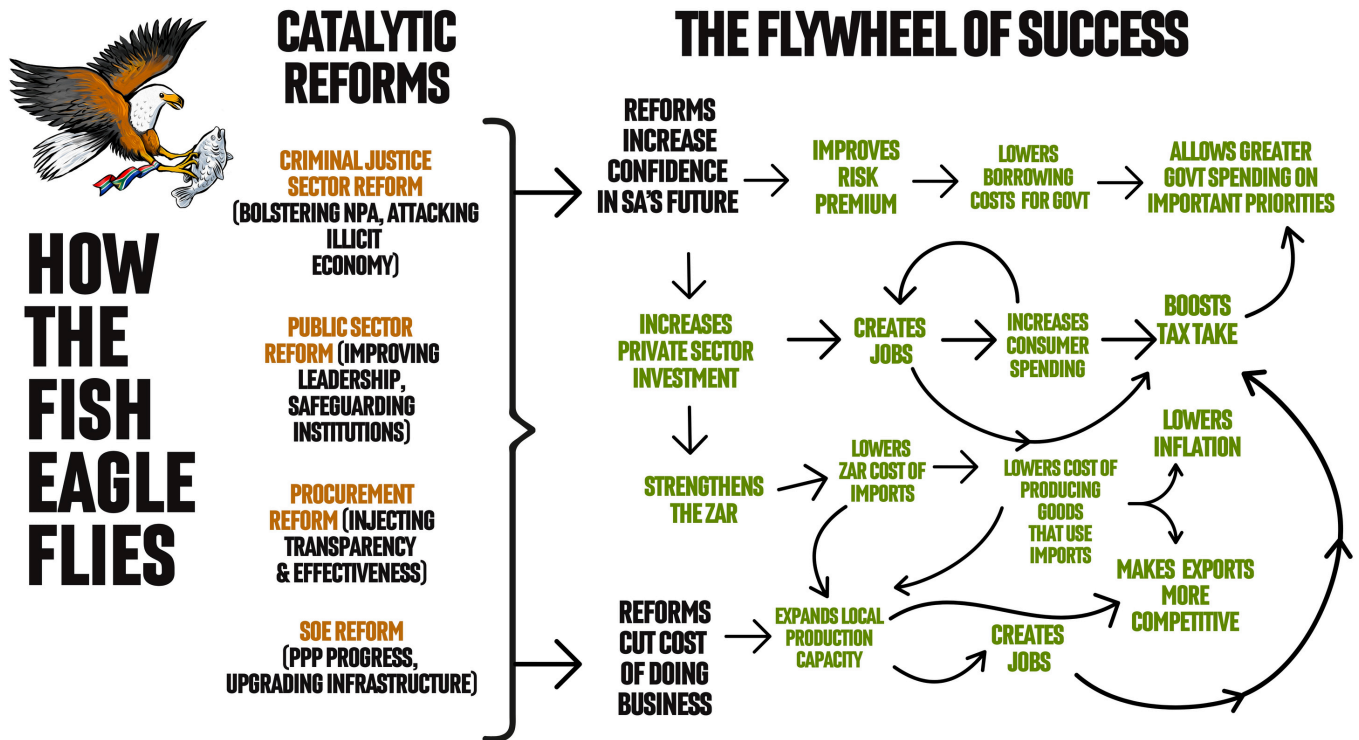 HOW
THE
FISH
EAGLE
FLIES
CATALYTIC
REFORMS
CRIMINAL JUSTICE
SECTOR REFORM
(BOLSTERING NPA, ATTACKING
ILLICIT
ECONOMY)
PUBLIC SECTOR
REFORM (IMPROVING
LEADERSHIP,
SAFEGUARDING
INSTITUTIONS)
PROCUREMENT
REFORM (INJECTING
TRANSPARENCY
& EFFECTIVENESS)
SOE REFORM
(PPP PROGRESS,
UPGRADING INFRASTRUCTURE)
THE FLYWHEEL OF SUCCESS
REFORMS
INCREASE
CONFIDENCE
IN SA'S FUTURE
IMPROVES
RISK
PREMIUM
LOWERS
BORROWING
COSTS FOR GOVT
ALLOWS GREATER
GOVT SPENDING ON
IMPORTANT PRIORITIES
INCREASES
PRIVATE SECTOR
INVESTMENT
CREATES
JOBS
INCREASES
CONSUMER
SPENDING
BOOSTS
TAX TAKE
STRENGTHENS
THE ZAR
LOWERS
ZAR COST OF
IMPORTS
LOWERS COST OF
PRODUCING
GOODS
THAT USE
IMPORTS
LOWERS
INFLATION
MAKES EXPORTS
MORE
COMPETITIVE
REFORMS
CUT COST
OF DOING
BUSINESS
EXPANDS LOCAL
PRODUCTION
CAPACITY
CREATES
JOBS